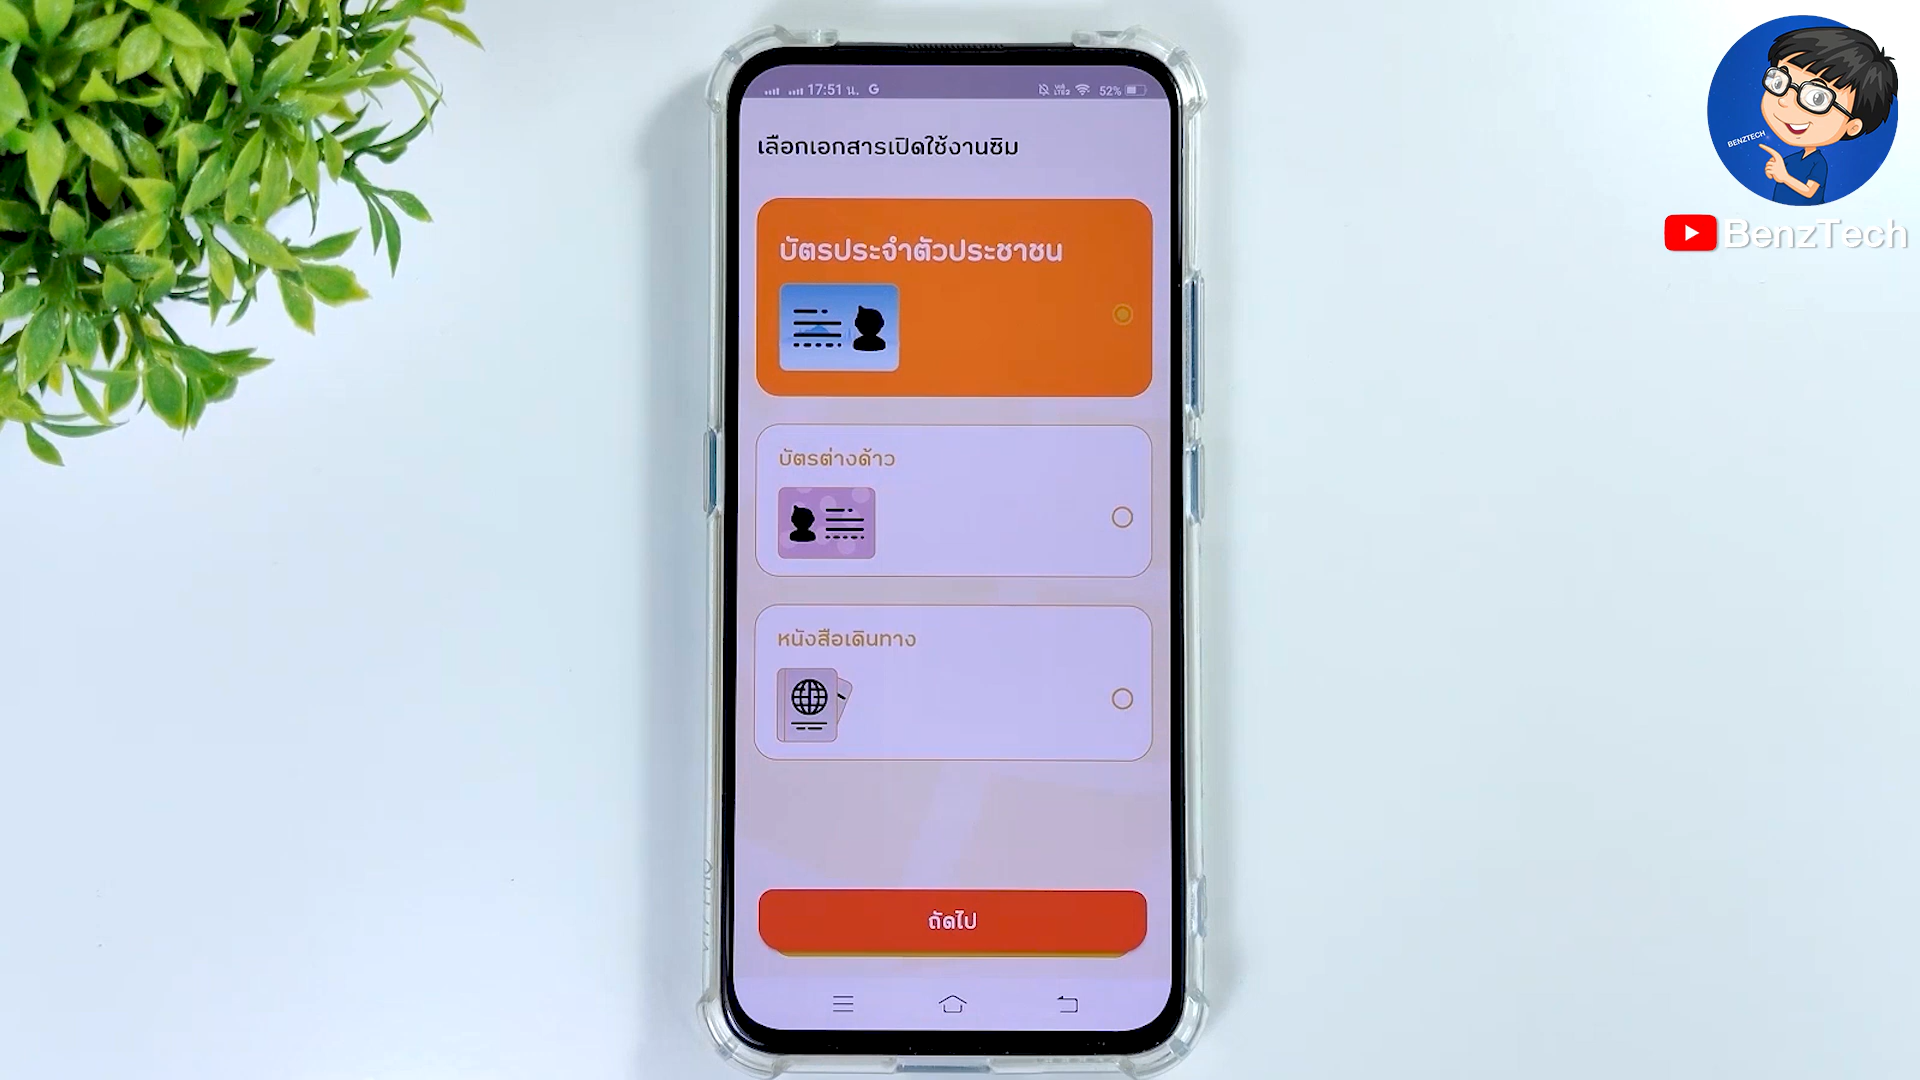 17:51 น. G
52%
เลือกเอกสารเปิดใช้งานซิม
บัตรประจำตัวประชาชน
บัตรต่างด้าว
หนังสือเดินทาง
ถัดไป
BENZTECH
BenzTech